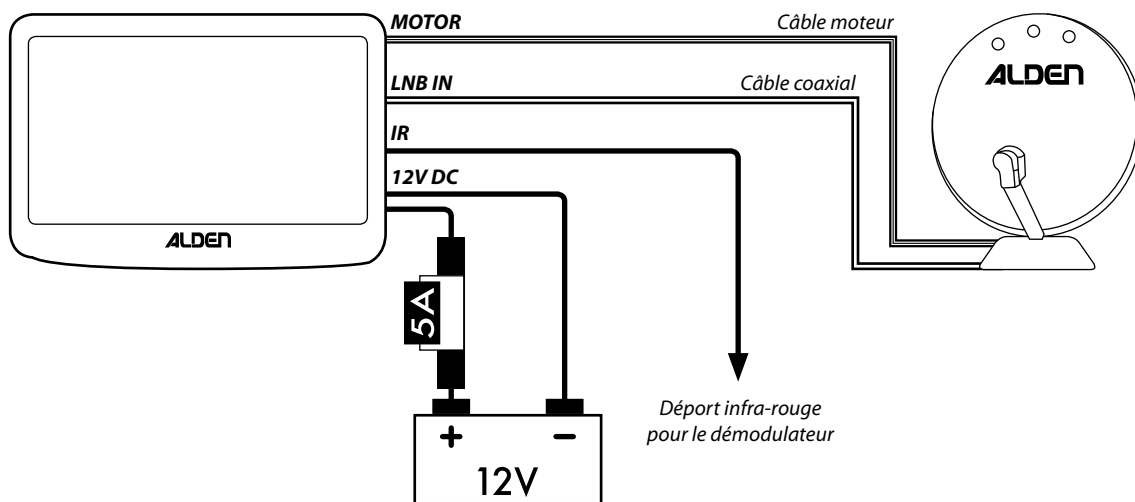 MOTOR
Câble moteur
LNB IN
Câble coaxial
IR
12V DC
ALDEN
ALDEN
5A
Déport infra-rouge
pour le démodulateur
+ –
12V